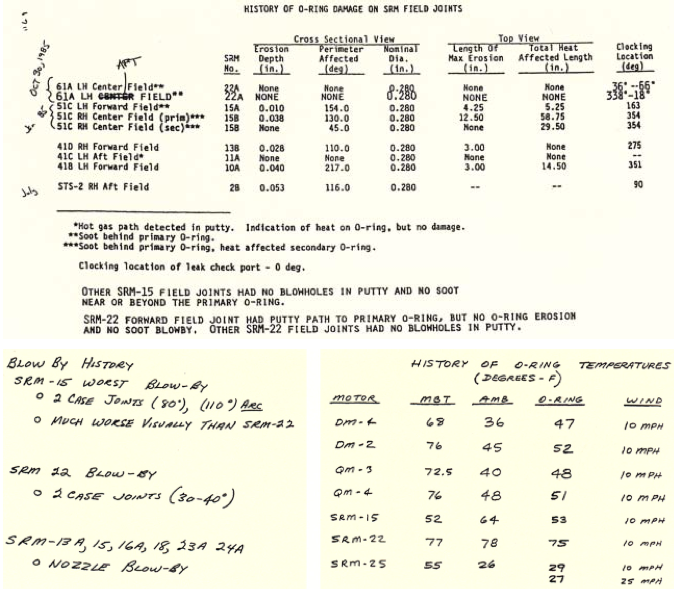 HISTORY OF O-RING DAMAGE ON SRM FIELD JOINTS
Cross Sectional View Top View
Erosion Perimeter Nominal Length Of Total Heat Clocking
SRM Depth Affected Dia. Max Erosion Affected Length Location
No. (in.) (deg) (in.) (in.) (in.) (deg)
Oct 30, 1985
AFT
61A LH Center Field** 22A None None 0.280 None None 36°--66°
61A LH CENTER FIELD** 22A NONE NONE 0.280 NONE NONE 338°-18°
51C LH Forward Field** 15A 0.010 154.0 0.280 4.25 5.25 163
51C RH Center Field (prim)*** 15B 0.038 130.0 0.280 12.50 58.75 354
51C RH Center Field (sec)*** 15B None 45.0 0.280 None 29.50 354
41D RH Forward Field 13B 0.028 110.0 0.280 3.00 None 275
41C LH Aft Field* 11A None None 0.280 None None --
41B LH Forward Field 10A 0.040 217.0 0.280 3.00 14.50 351
STS-2 RH Aft Field 2B 0.053 116.0 0.280 -- -- 90
*Hot gas path detected in putty. Indication of heat on O-ring, but no damage.
**Soot behind primary O-ring.
***Soot behind primary O-ring, heat affected secondary O-ring.
Clocking location of leak check port - 0 deg.
OTHER SRM-15 FIELD JOINTS HAD NO BLOWHOLES IN PUTTY AND NO SOOT
NEAR OR BEYOND THE PRIMARY O-RING.
SRM-22 FORWARD FIELD JOINT HAD PUTTY PATH TO PRIMARY O-RING, BUT NO O-RING EROSION
AND NO SOOT BLOWBY. OTHER SRM-22 FIELD JOINTS HAD NO BLOWHOLES IN PUTTY.
BLOW BY HISTORY
SRM-15 WORST BLOW-BY
o 2 CASE JOINTS (80°), (110°) ARC
o MUCH WORSE VISUALLY THAN SRM-22
SRM 22 BLOW-BY
o 2 CASE JOINTS (30-40°)
SRM-13A, 15, 16A, 18, 23A 24A
o NOZZLE BLOW-BY
HISTORY OF O-RING TEMPERATURES
(DEGREES - F)
MOTOR MBT AMB O-RING WIND
DM-4 68 36 47 10 MPH
DM-2 76 45 52 10 MPH
QM-3 72.5 40 48 10 MPH
QM-4 76 48 51 10 MPH
SRM-15 52 64 53 10 MPH
SRM-22 77 78 75 10 MPH
SRM-25 55 26 29 10 MPH
27 25 MPH